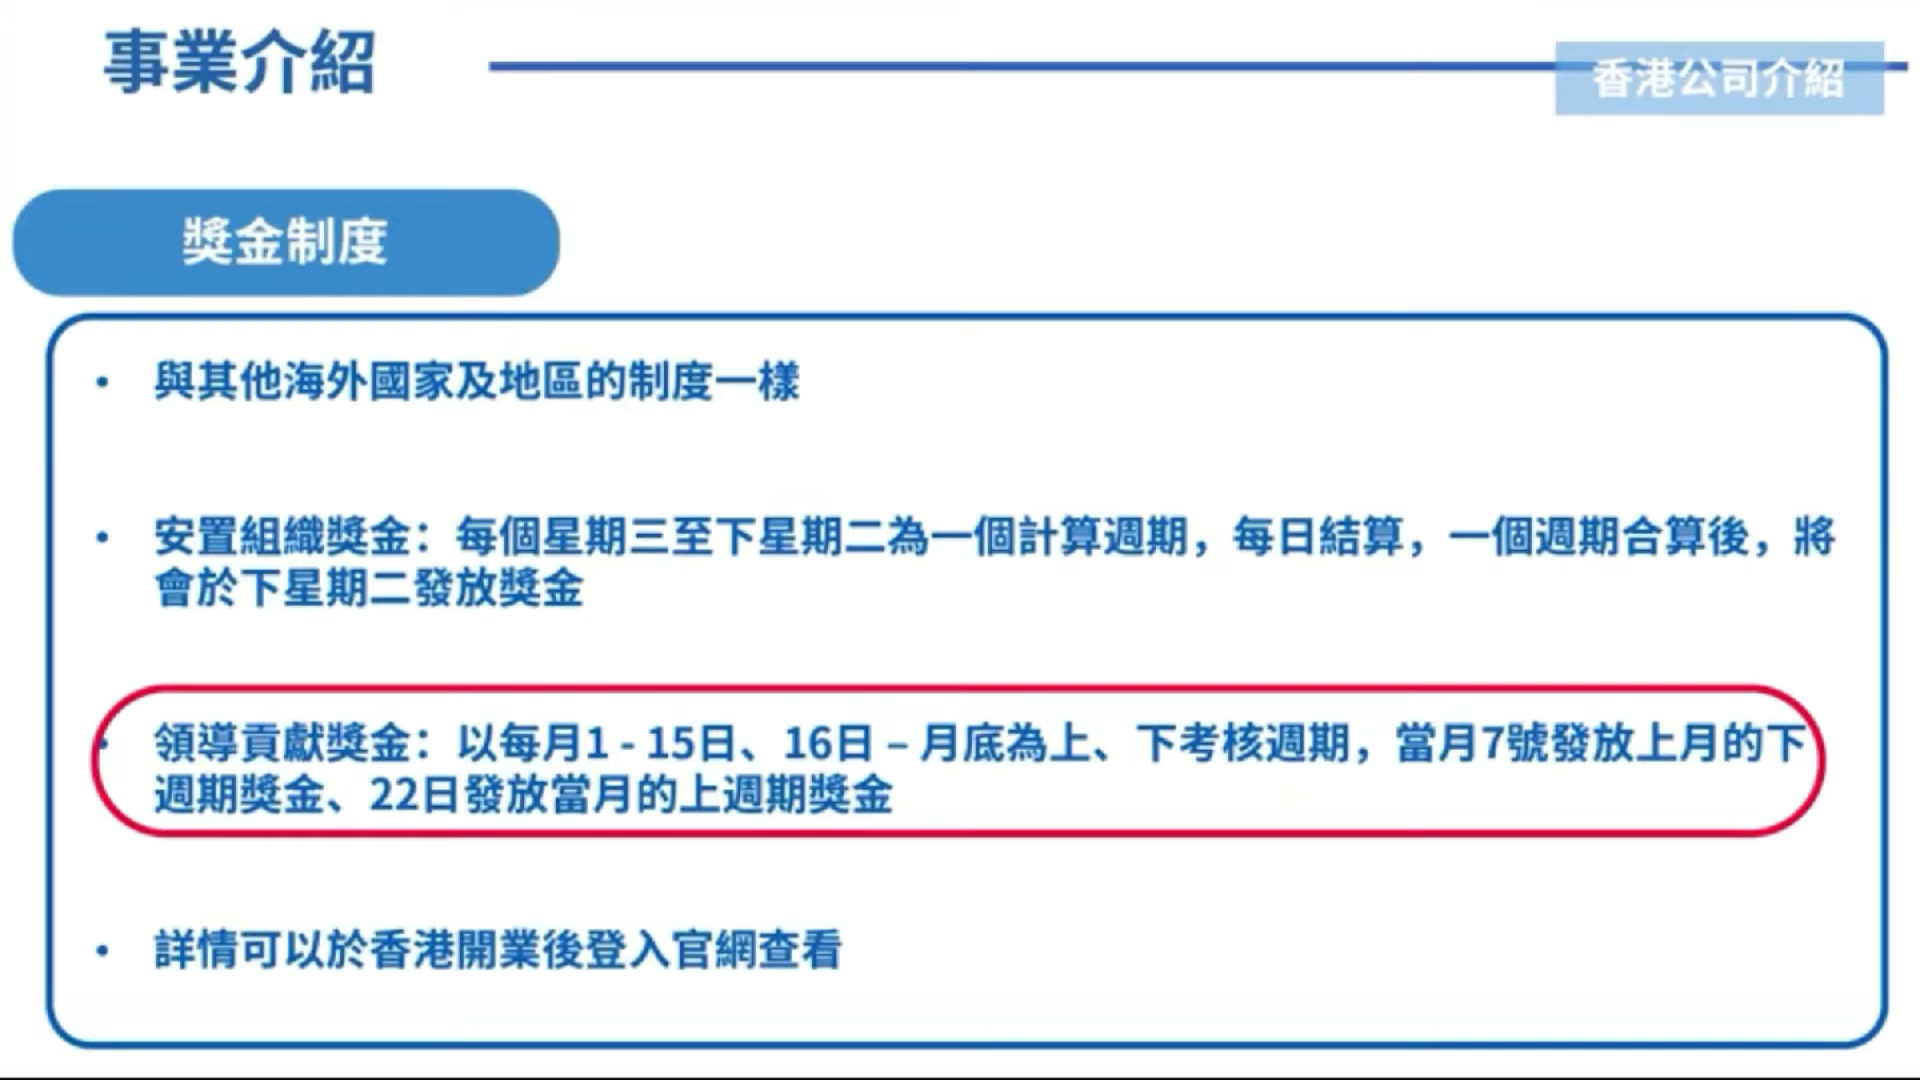 事業介紹
香港公司介紹
獎金制度
• 與其他海外國家及地區的制度一樣
• 安置組織獎金：每個星期三至下星期二為一個計算週期，每日結算，一個週期合算後，將
會於下星期二發放獎金
• 領導貢獻獎金：以每月1 - 15日、16日 – 月底為上、下考核週期，當月7號發放上月的下
週期獎金、22日發放當月的上週期獎金
• 詳情可以於香港開業後登入官網查看